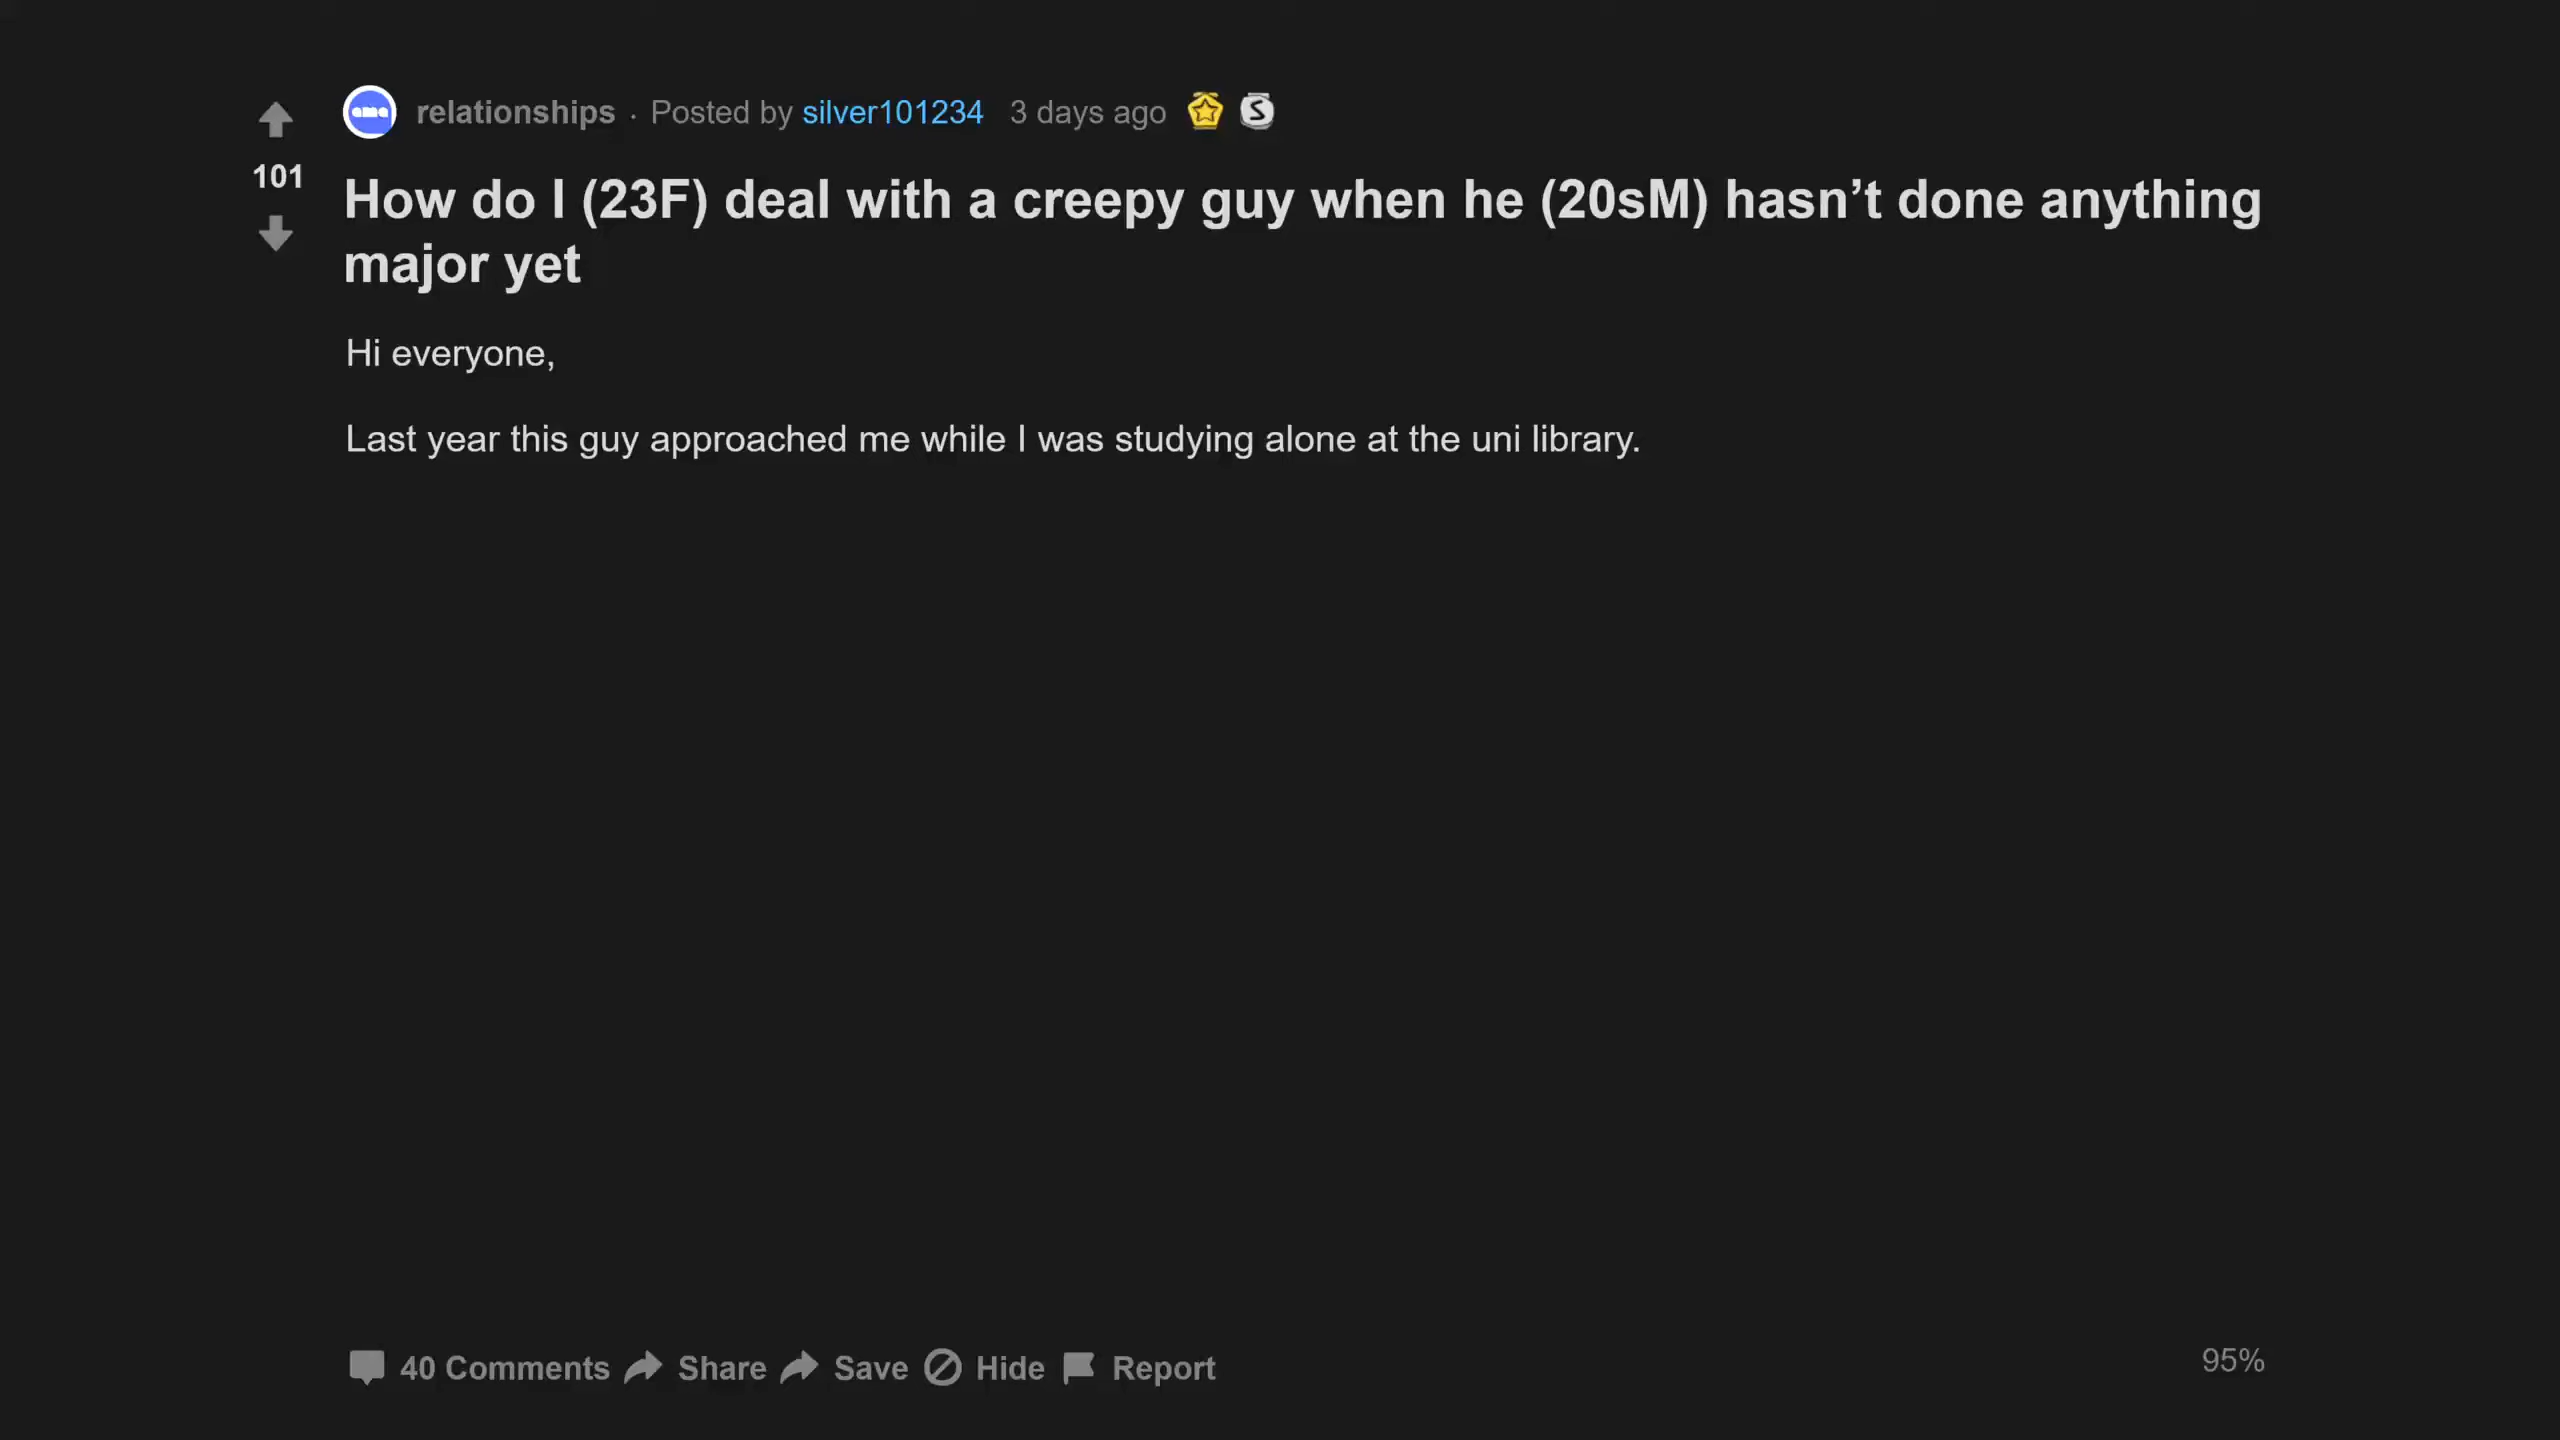 relationships · Posted by silver101234 3 days ago
101
How do I (23F) deal with a creepy guy when he (20sM) hasn’t done anything
major yet
Hi everyone,
Last year this guy approached me while I was studying alone at the uni library.
40 Comments Share Save Hide Report
95%